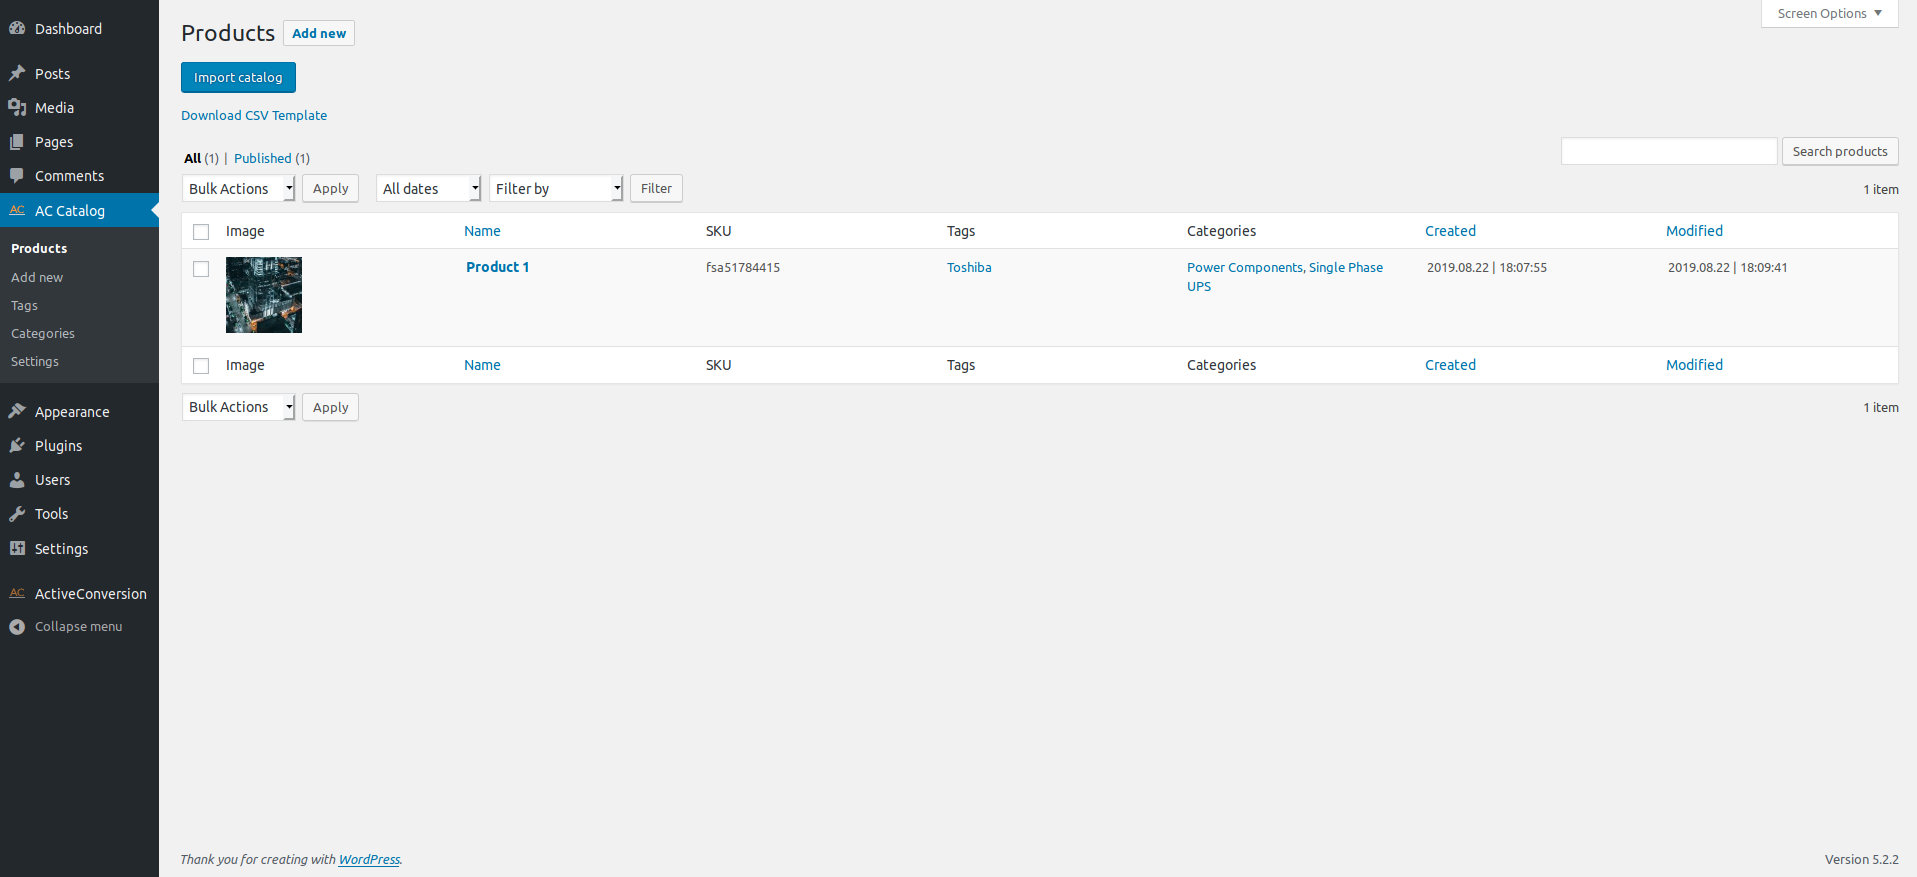 Dashboard
Posts
Media
Pages
Comments
AC AC Catalog
Products
Add new
Tags
Categories
Settings
Appearance
Plugins
Users
Tools
Settings
AC ActiveConversion
Collapse menu
Screen Options
Products Add new
Import catalog
Download CSV Template
All (1) | Published (1)
Search products
Bulk Actions Apply All dates Filter by Filter 1 item
Image Name SKU Tags Categories Created Modified
Product 1 fsa51784415 Toshiba Power Components, Single Phase 2019.08.22 | 18:07:55 2019.08.22 | 18:09:41
UPS
Image Name SKU Tags Categories Created Modified
Bulk Actions Apply 1 item
Thank you for creating with WordPress. Version 5.2.2